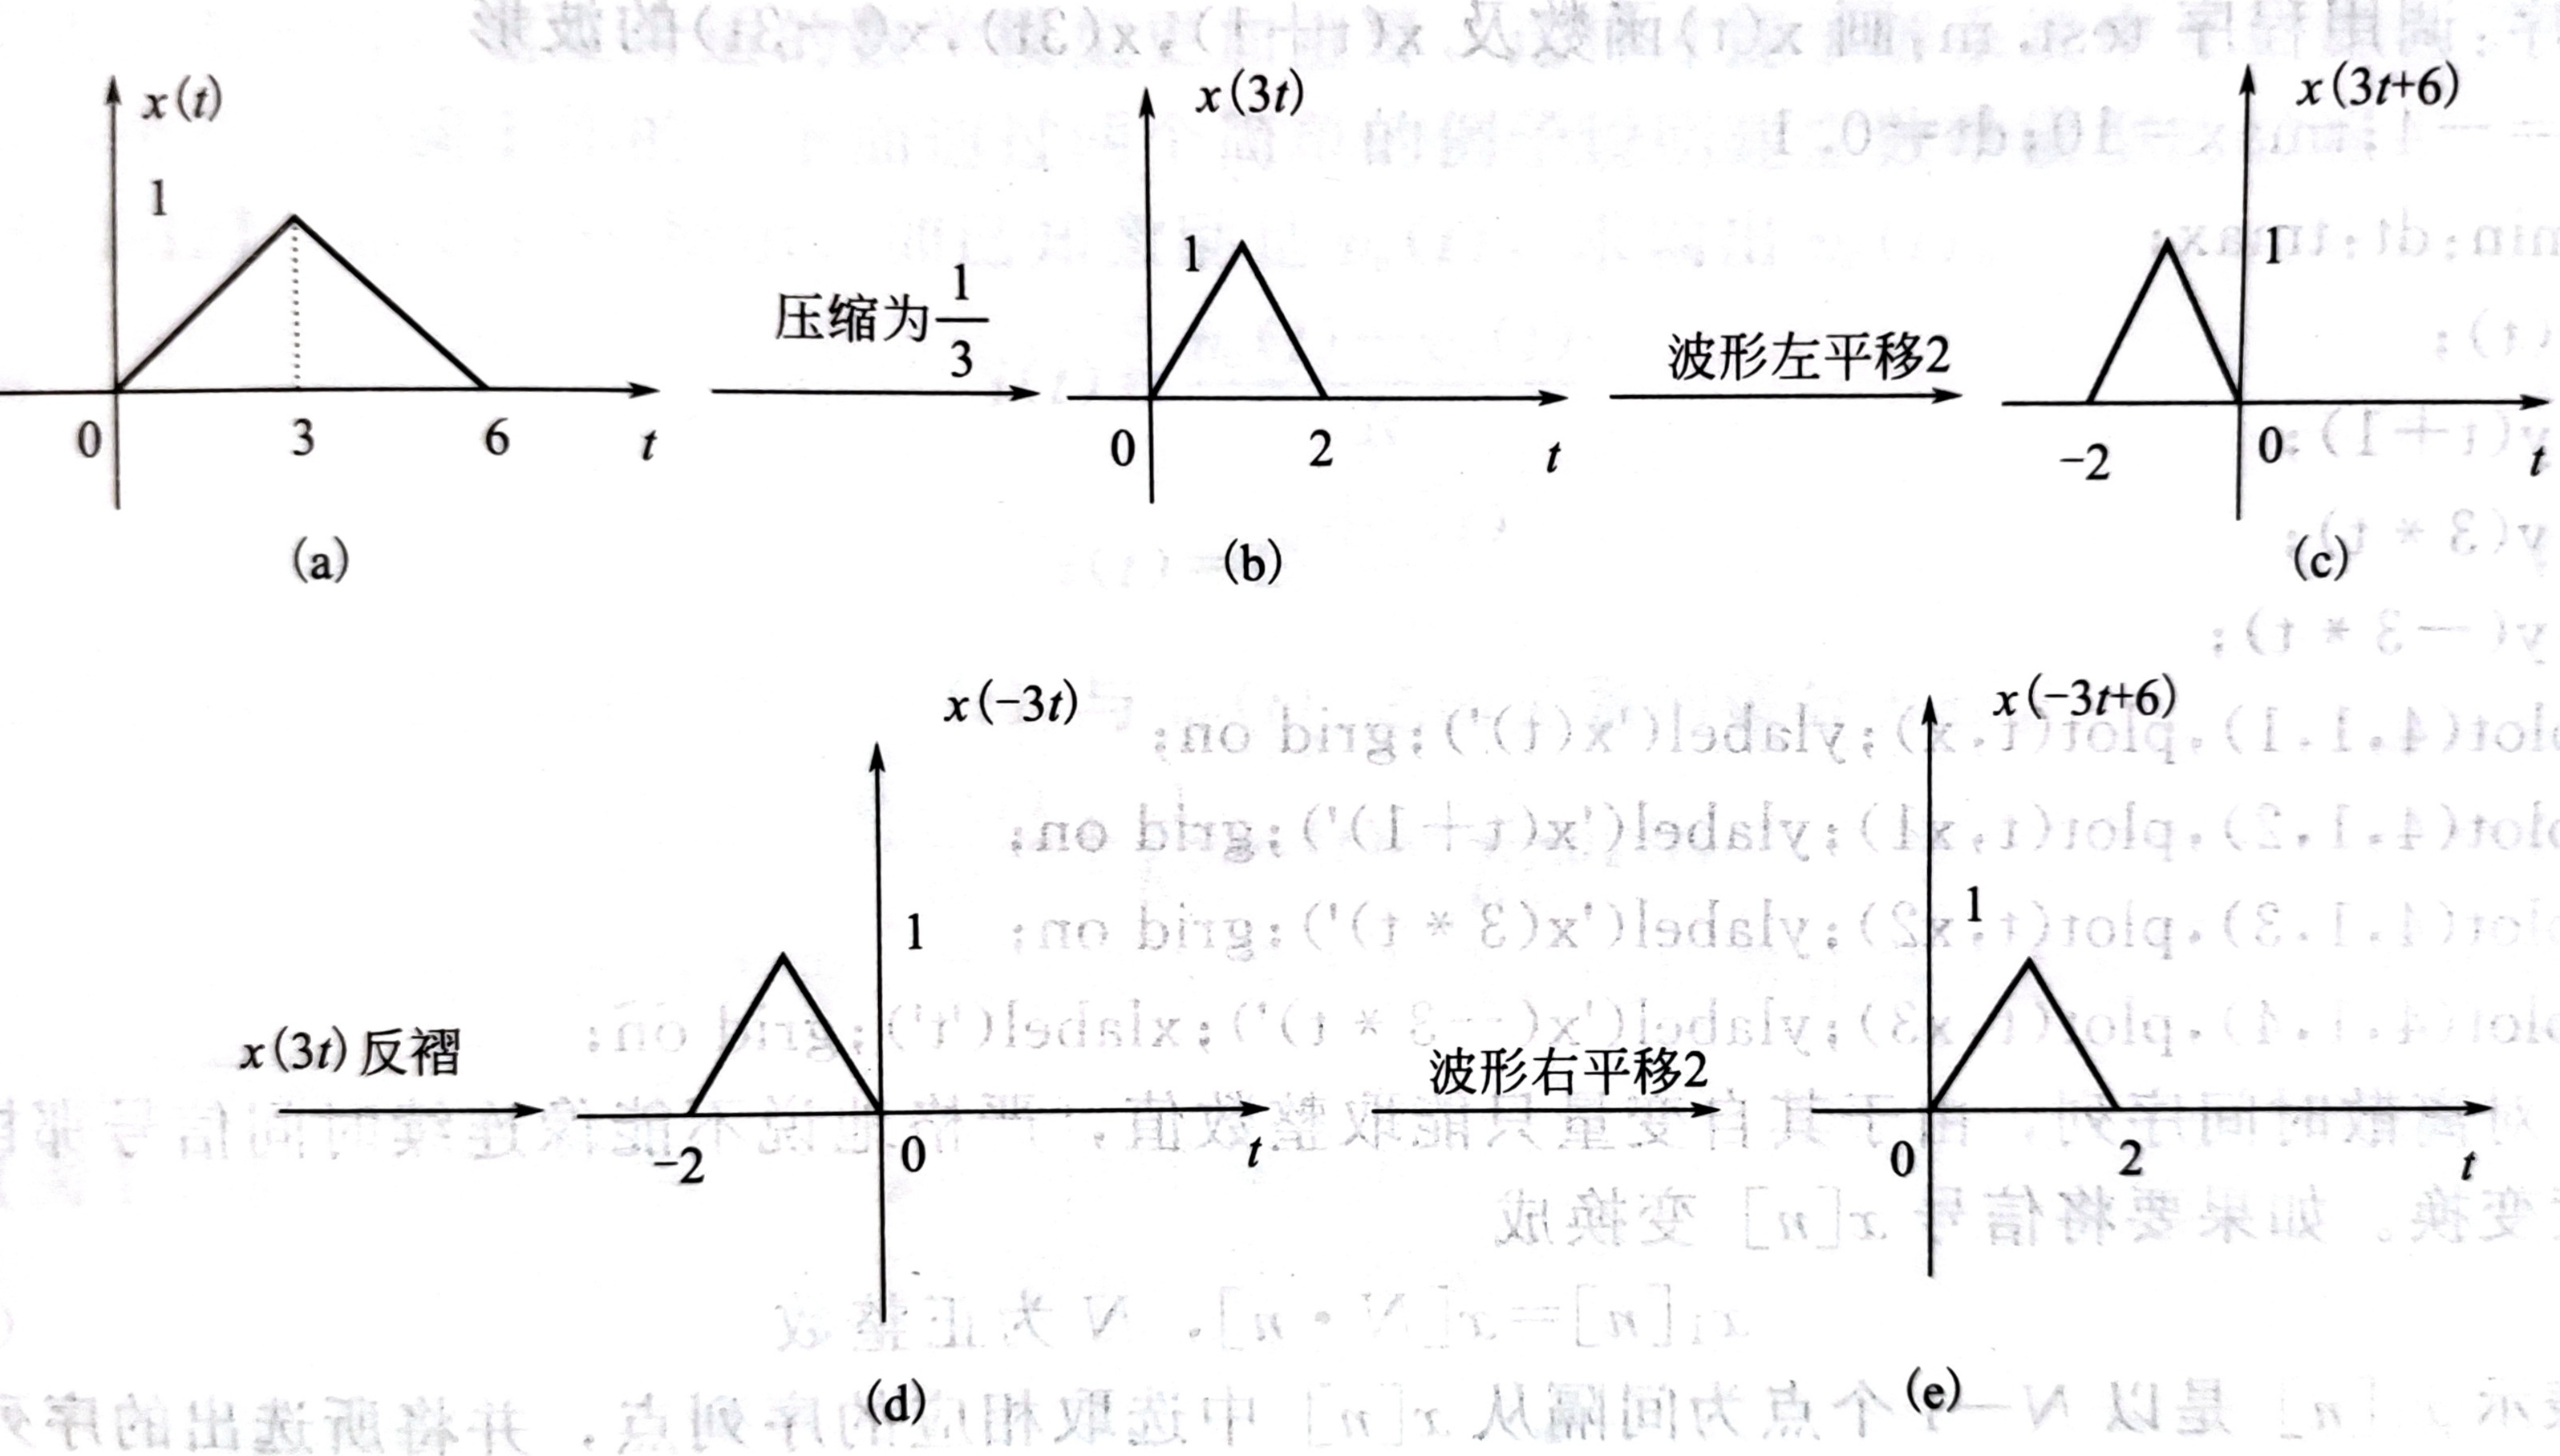 x(t)
1
0 3 6 t
(a)
压缩为1/3
x(3t)
1
0 2 t
(b)
波形左平移2
x(3t+6)
1
-2 0 t
(c)
x(3t)反褶
x(-3t)
1
-2 0 t
(d)
波形右平移2
x(-3t+6)
1
0 2 t
(e)